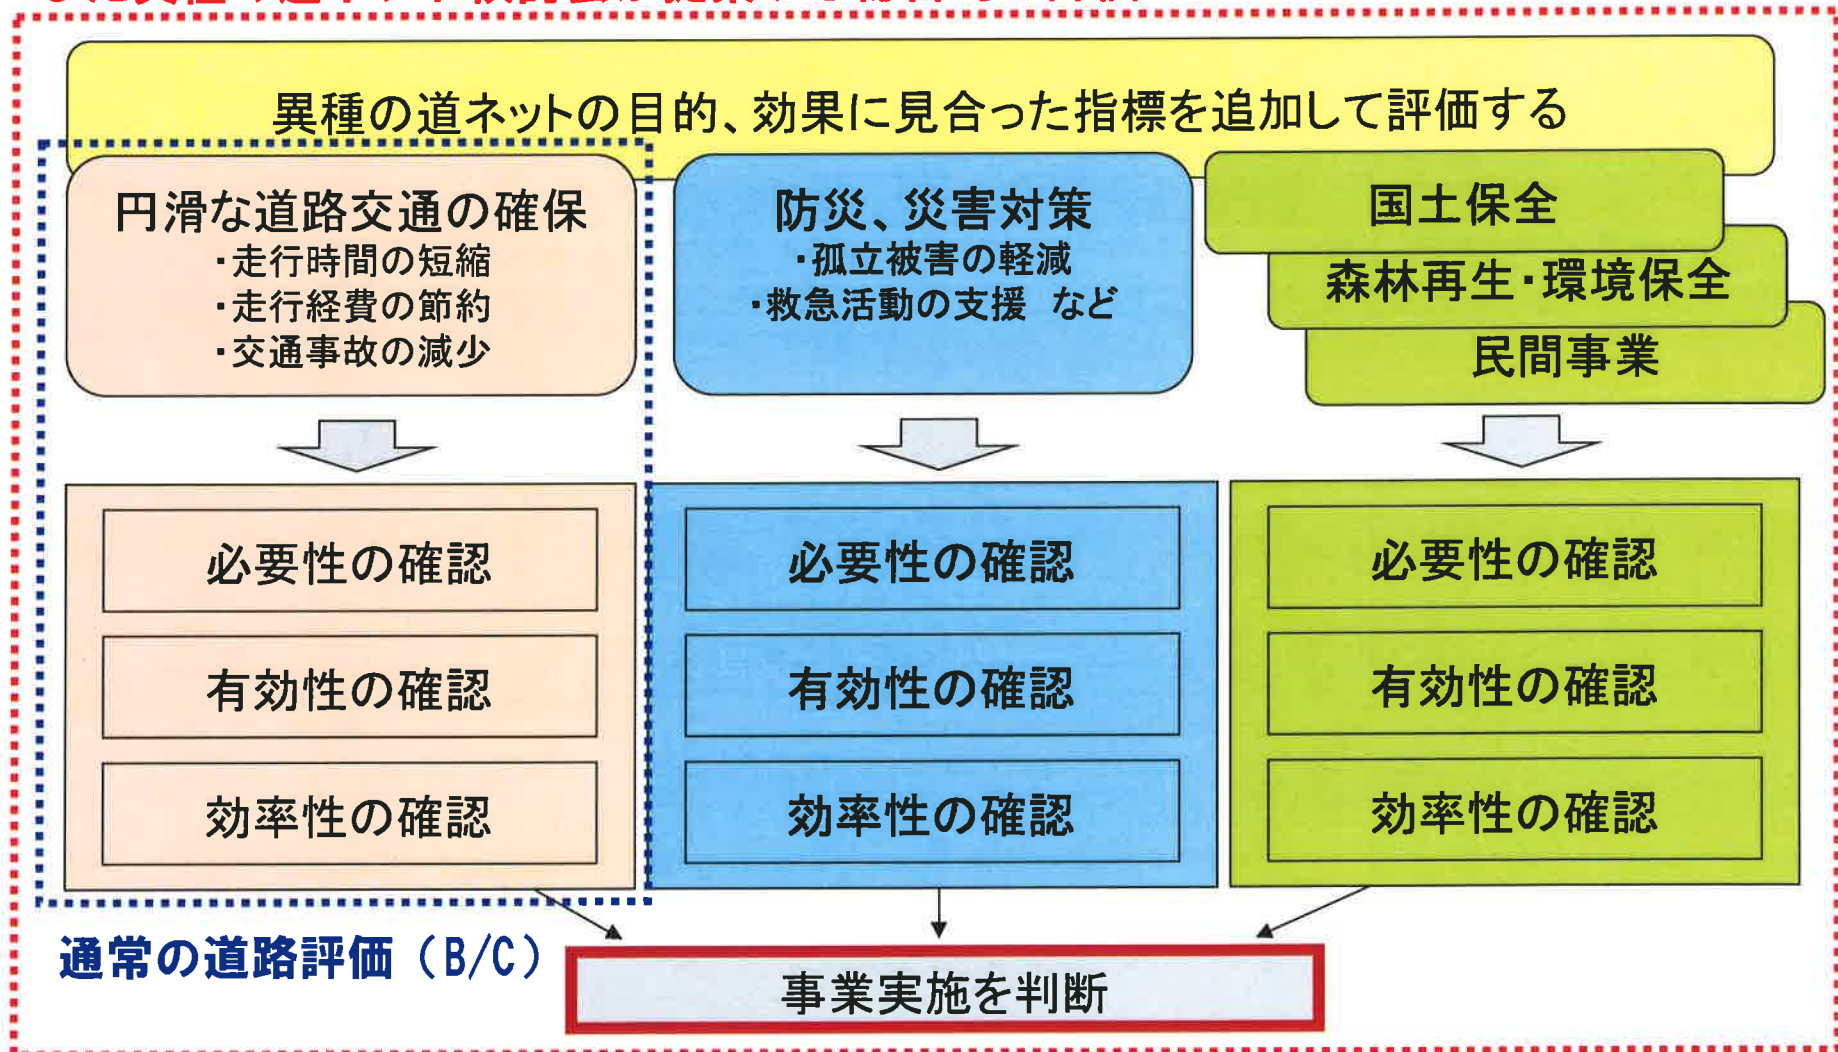 異種の道ネットの目的、効果に見合った指標を追加して評価する
円滑な道路交通の確保
・走行時間の短縮
・走行経費の節約
・交通事故の減少
防災、災害対策
・孤立被害の軽減
・救急活動の支援 など
国土保全
森林再生・環境保全
民間事業
必要性の確認
有効性の確認
効率性の確認
必要性の確認
有効性の確認
効率性の確認
必要性の確認
有効性の確認
効率性の確認
通常の道路評価（B/C）
事業実施を判断